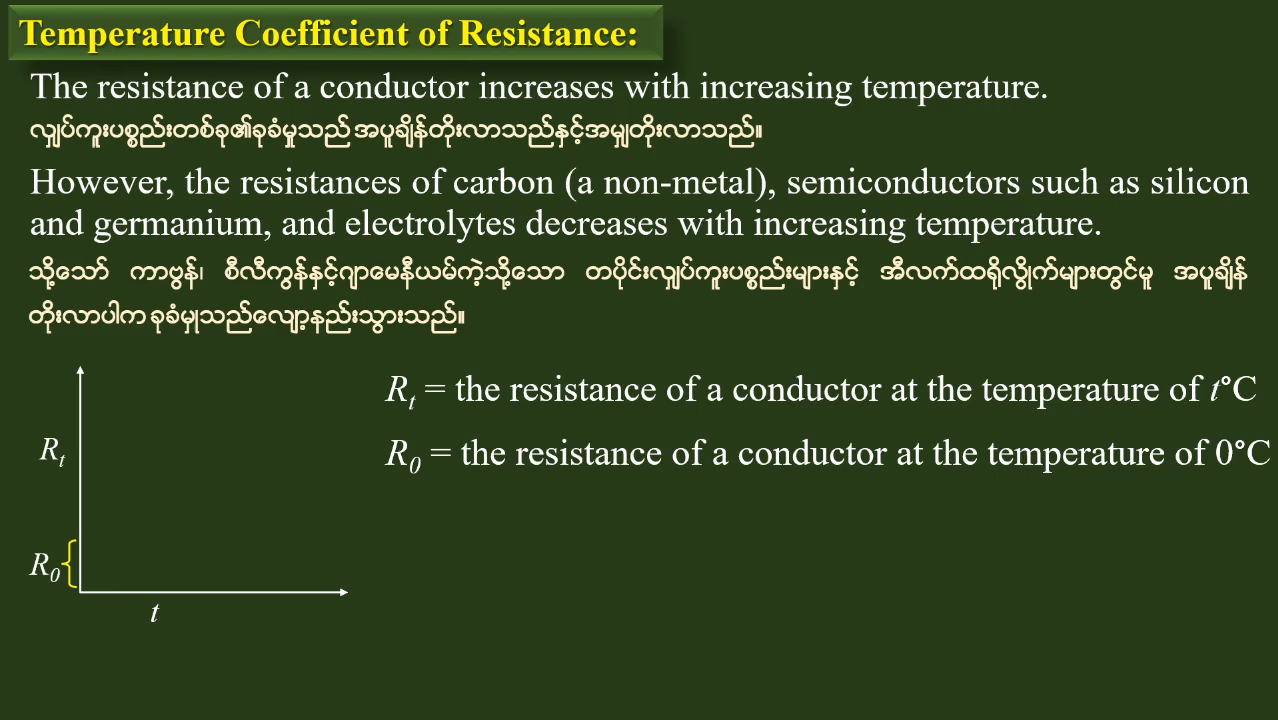 Temperature Coefficient of Resistance:
The resistance of a conductor increases with increasing temperature.
လျှပ်ကူးပစ္စည်းတစ်ခု၏ခုခံမှုသည် အပူချိန်တိုးလာသည်နှင့်အမျှတိုးလာသည်။
However, the resistances of carbon (a non-metal), semiconductors such as silicon
and germanium, and electrolytes decreases with increasing temperature.
သို့သော် ကာဗွန်၊ စီလီကွန်နှင့်ဂျာမေနီယမ်ကဲ့သို့သော တပိုင်းလျှပ်ကူးပစ္စည်းများနှင့် အီလက်ထရိုလွိုက်များတွင်မူ အပူချိန်
တိုးလာပါက ခုခံမှုသည်လျော့နည်းသွားသည်။
Rt = the resistance of a conductor at the temperature of t°C
R0 = the resistance of a conductor at the temperature of 0°C
Rt
R0
t